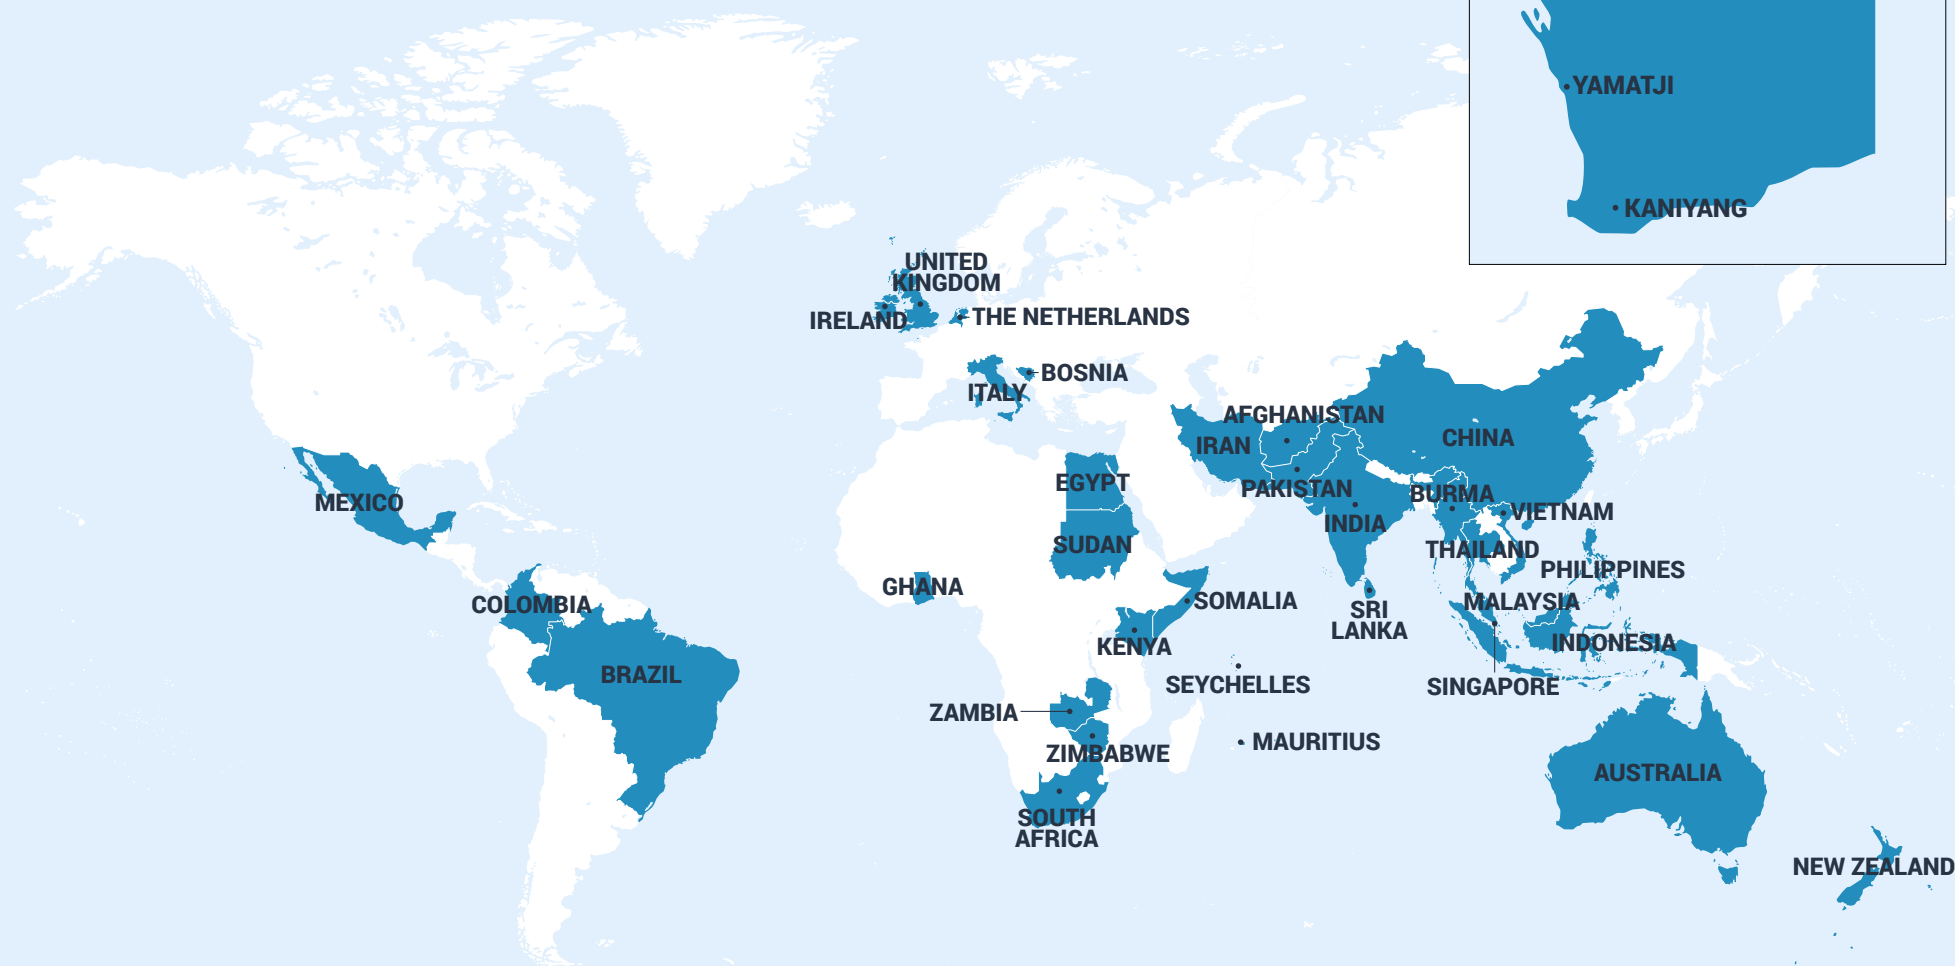 YAMATJI
KANIYANG
UNITED
KINGDOM
IRELAND
THE NETHERLANDS
BOSNIA
ITALY
AFGHANISTAN
IRAN
CHINA
EGYPT
PAKISTAN
BURMA
MEXICO
VIETNAM
INDIA
SUDAN
THAILAND
PHILIPPINES
GHANA
SOMALIA
MALAYSIA
COLOMBIA
SRI
LANKA
KENYA
INDONESIA
BRAZIL
SEYCHELLES
SINGAPORE
ZAMBIA
MAURITIUS
ZIMBABWE
AUSTRALIA
SOUTH
AFRICA
NEW ZEALAND